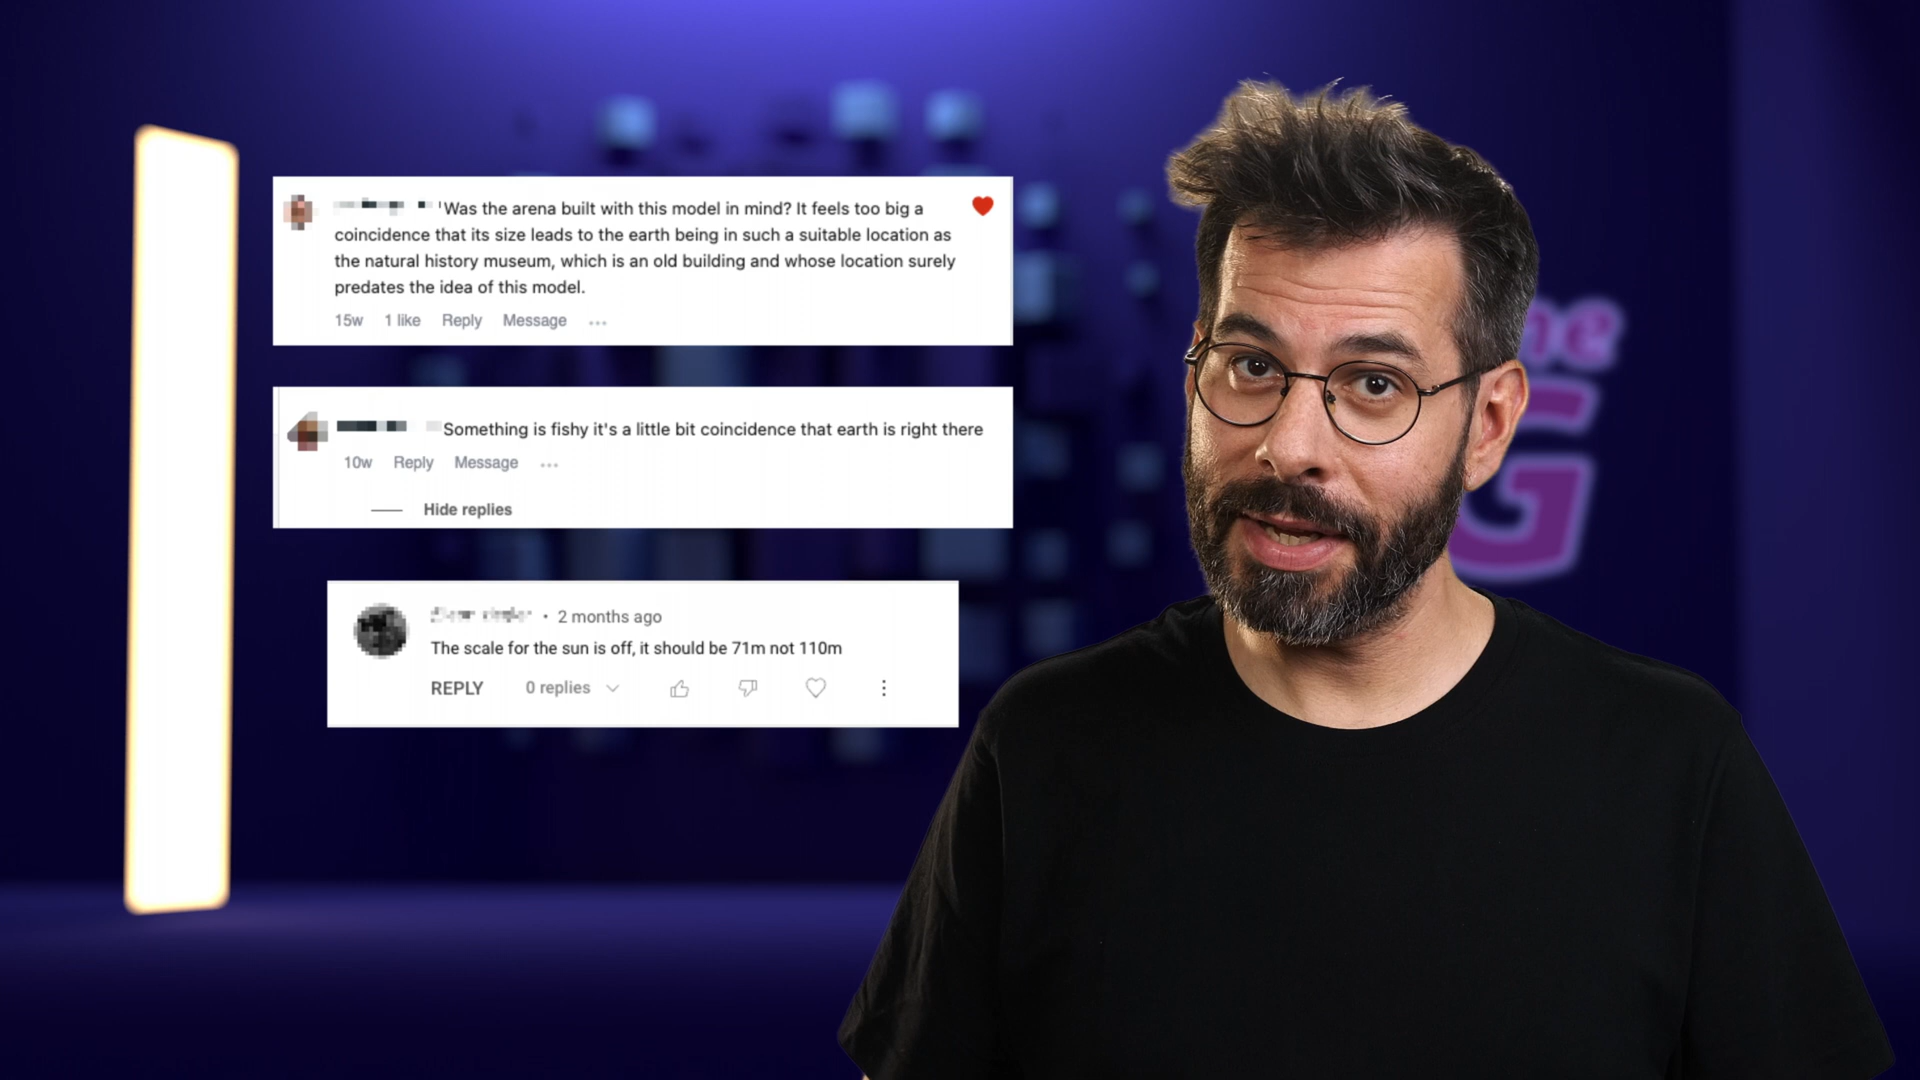 'Was the arena built with this model in mind? It feels too big a
coincidence that its size leads to the earth being in such a suitable location as
the natural history museum, which is an old building and whose location surely
predates the idea of this model.
15w 1 like Reply Message ...
Something is fishy it's a little bit coincidence that earth is right there
10w Reply Message ...
Hide replies
• 2 months ago
The scale for the sun is off, it should be 71m not 110m
REPLY 0 replies
G